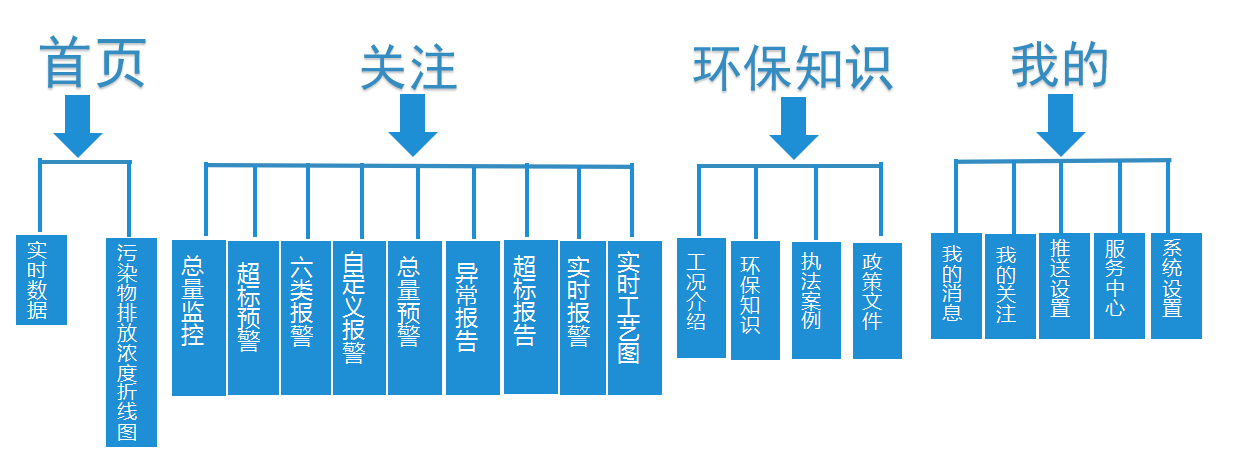 首页
关注
环保知识
我的
实时数据
污染物排放浓度折线图
总量监控
超标预警
六类报警
自定义报警
总量预警
异常报告
超标报告
实时报警
实时工艺图
工况介绍
环保知识
执法案例
政策文件
我的消息
我的关注
推送设置
服务中心
系统设置